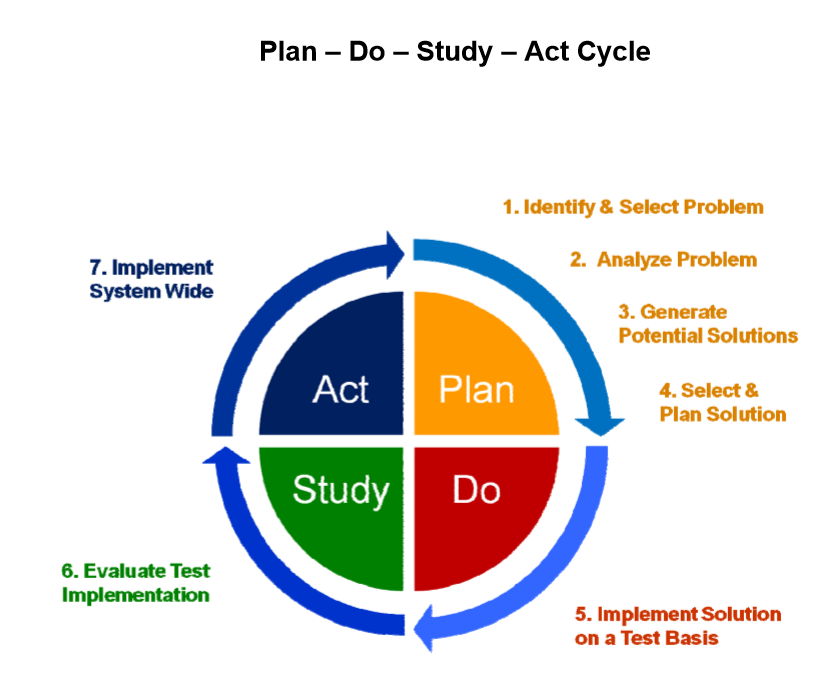 Plan – Do – Study – Act Cycle
1. Identify & Select Problem
2. Analyze Problem
3. Generate
Potential Solutions
4. Select &
Plan Solution
7. Implement
System Wide
Act
Plan
Study
Do
6. Evaluate Test
Implementation
5. Implement Solution
on a Test Basis